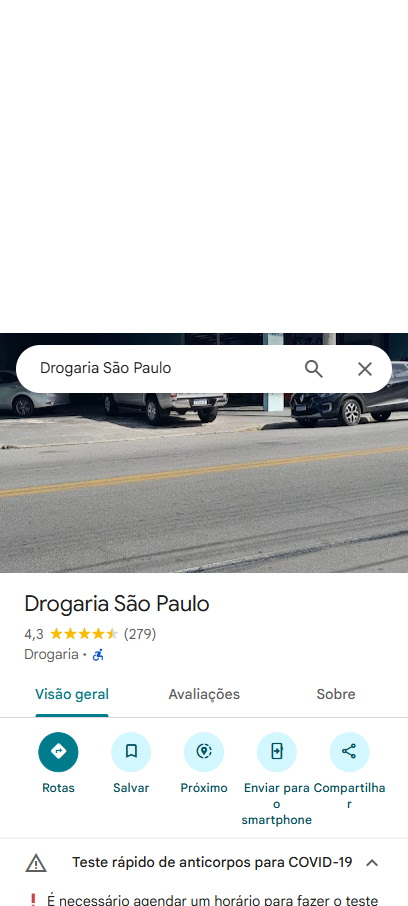 Drogaria São Paulo
Drogaria São Paulo
4,3 (279)
Drogaria ·
Visão geral Avaliações Sobre
Rotas Salvar Próximo Enviar para o smartphone Compartilhar
Teste rápido de anticorpos para COVID-19
❗ É necessário agendar um horário para fazer o teste